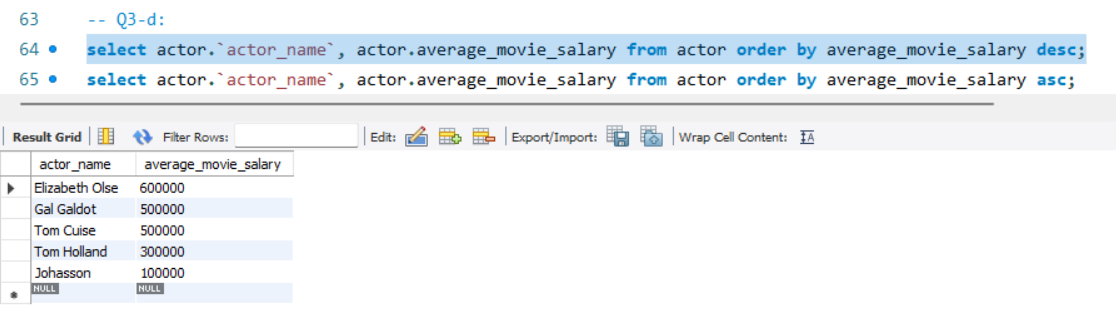 63 -- Q3-d:
64 select actor.`actor_name`, actor.average_movie_salary from actor order by average_movie_salary desc;
65 select actor.`actor_name`, actor.average_movie_salary from actor order by average_movie_salary asc;
Result Grid Filter Rows: Edit: Export/Import: Wrap Cell Content: IA
actor_name average_movie_salary
Elizabeth Olse 600000
Gal Galdot 500000
Tom Cuise 500000
Tom Holland 300000
Johasson 100000
NULL NULL